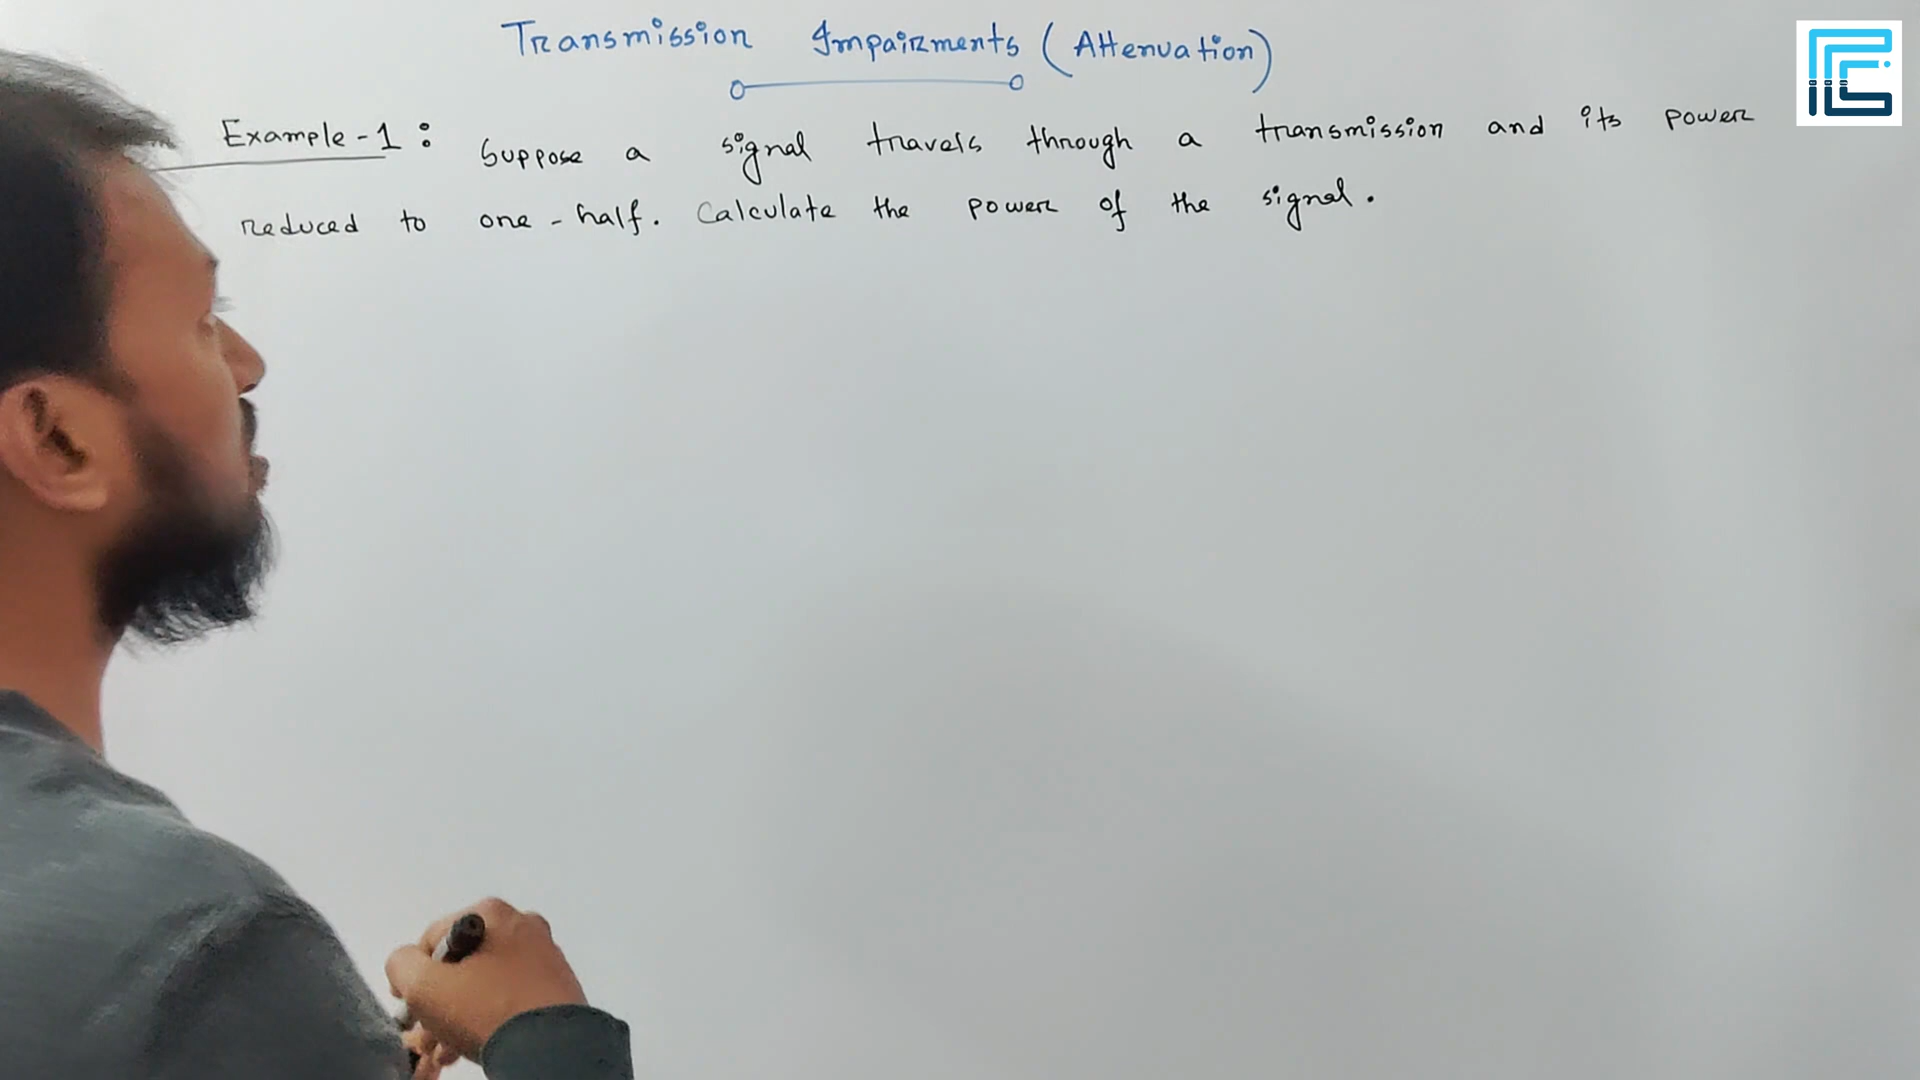 Transmission Impairments (Attenuation)
Example-1: Suppose a signal travels through a transmission and its power
reduced to one-half. Calculate the power of the signal.